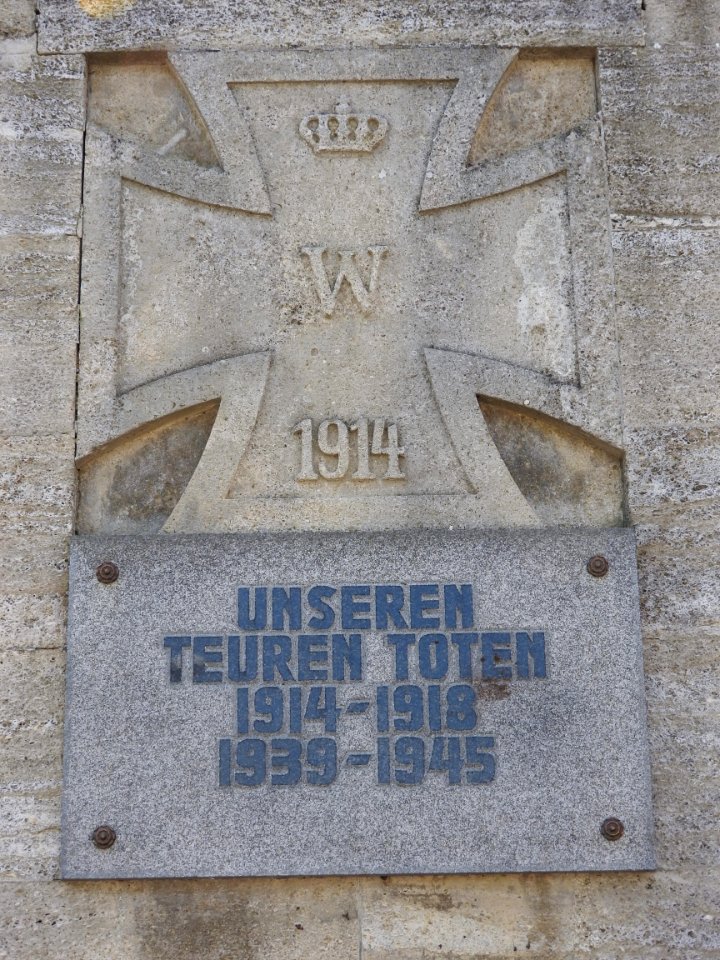 W
1914
UNSEREN
TEUREN TOTEN
1914-1918
1939-1945